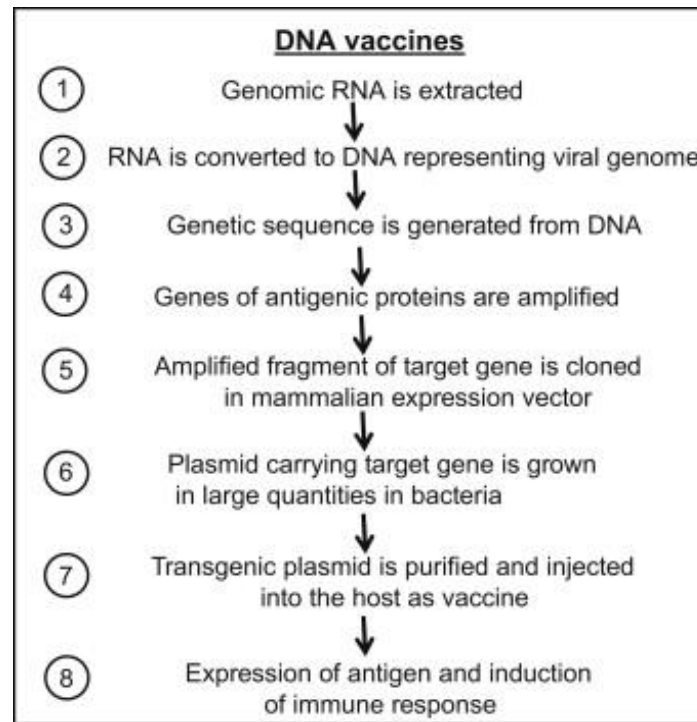 DNA vaccines
1 Genomic RNA is extracted
2 RNA is converted to DNA representing viral genome
3 Genetic sequence is generated from DNA
4 Genes of antigenic proteins are amplified
5 Amplified fragment of target gene is cloned
in mammalian expression vector
6 Plasmid carrying target gene is grown
in large quantities in bacteria
7 Transgenic plasmid is purified and injected
into the host as vaccine
8 Expression of antigen and induction
of immune response